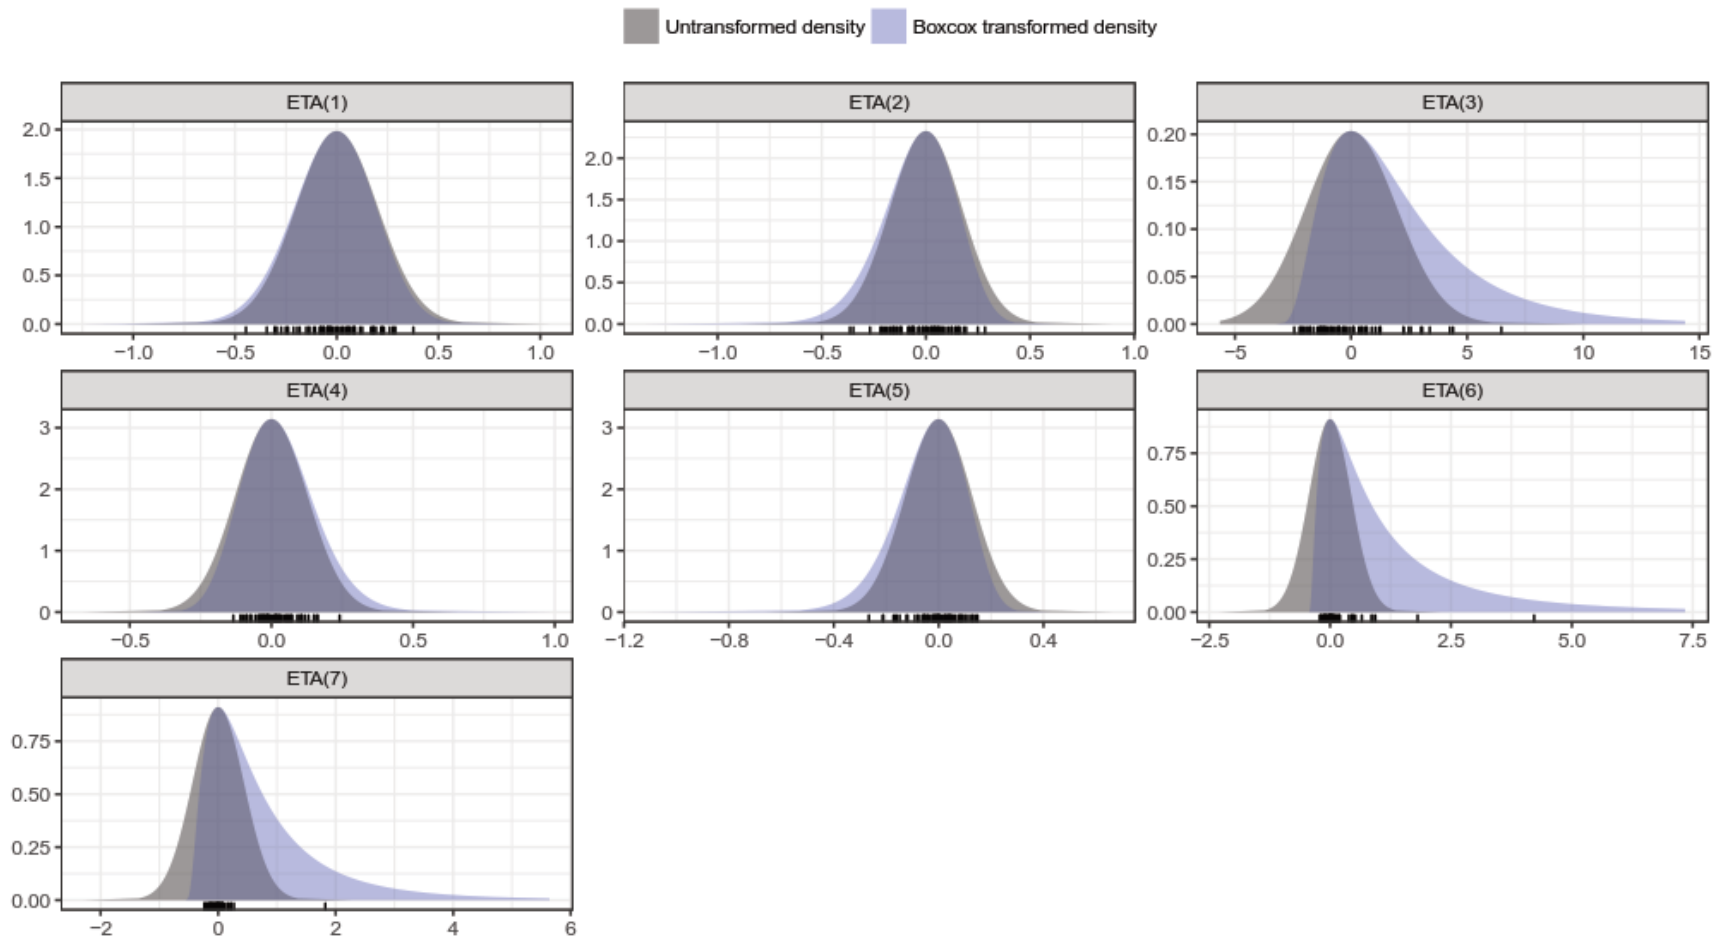 Untransformed density Boxcox transformed density
ETA(1) ETA(2) ETA(3)
2.0
1.5
1.0
0.5
0.0
−1.0 −0.5 0.0 0.5 1.0
2.0
1.5
1.0
0.5
0.0
−1.0 −0.5 0.0 0.5 1.0
0.20
0.15
0.10
0.05
0.00
−5 0 5 10 15
ETA(4) ETA(5) ETA(6)
3
2
1
0
−0.5 0.0 0.5 1.0
3
2
1
0
−1.2 −0.8 −0.4 0.0 0.4
0.75
0.50
0.25
0.00
−2.5 0.0 2.5 5.0 7.5
ETA(7)
0.75
0.50
0.25
0.00
−2 0 2 4 6